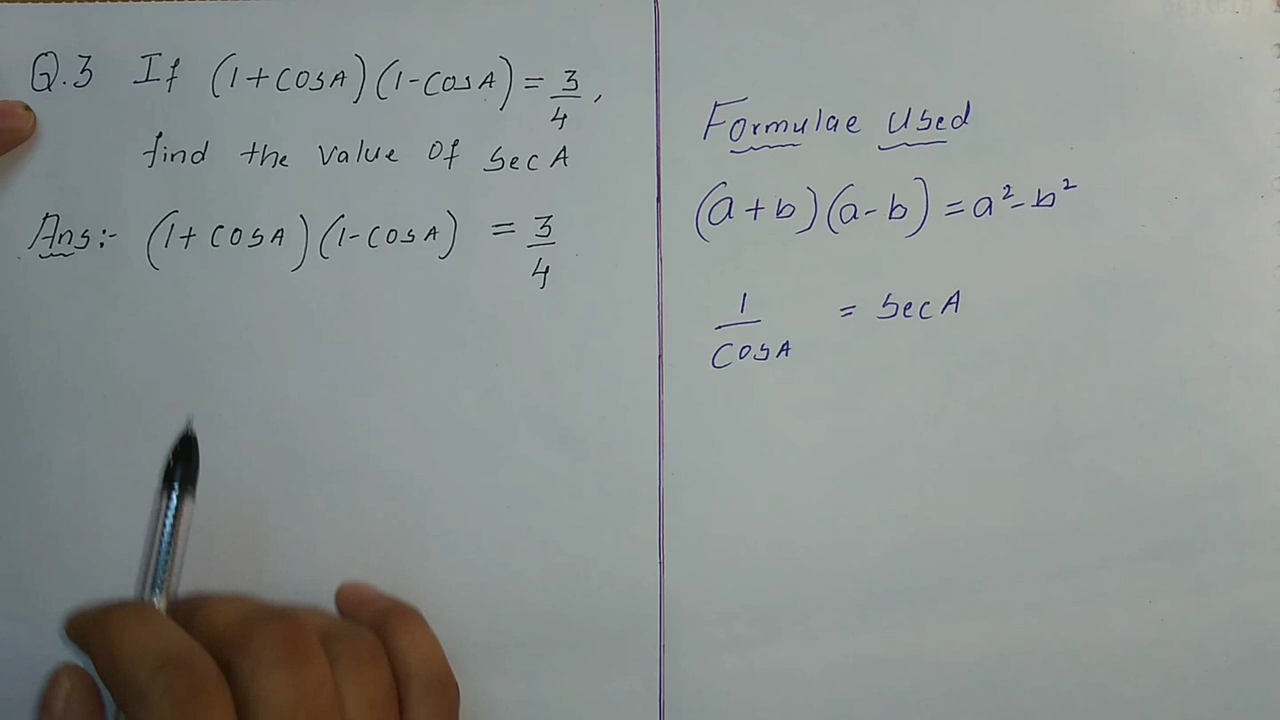 Q.3 If (1+cosA)(1-cosA) = 3/4,
find the value of secA
Ans:- (1+cosA)(1-cosA) = 3/4
Formulae Used
(a+b)(a-b) = a²-b²
1/cosA = secA